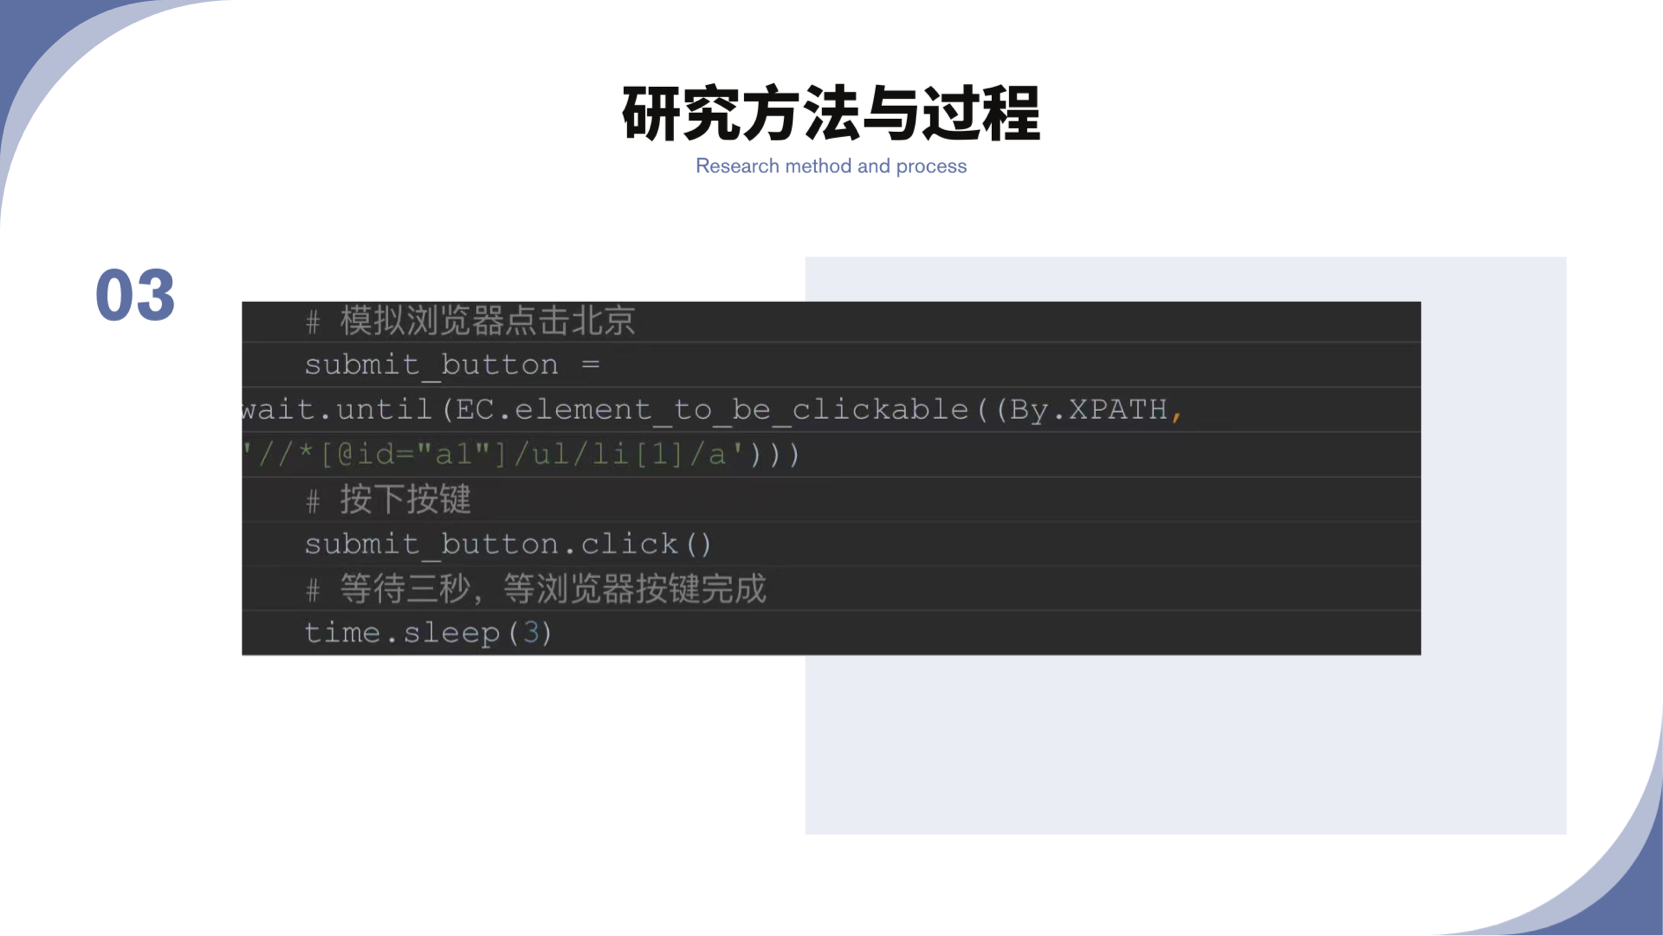 研究方法与过程
Research method and process
03
# 模拟浏览器点击北京
submit_button =
wait.until(EC.element_to_be_clickable((By.XPATH,
'//*[@id="a1"]/ul/li[1]/a')))
# 按下按键
submit_button.click()
# 等待三秒，等浏览器按键完成
time.sleep(3)